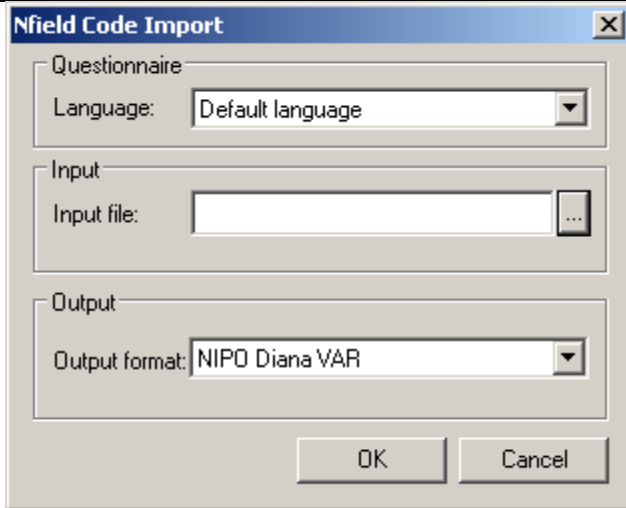 Nfield Code Import
Questionnaire
Language: Default language
Input
Input file: ...
Output
Output format: NIPO Diana VAR
OK Cancel